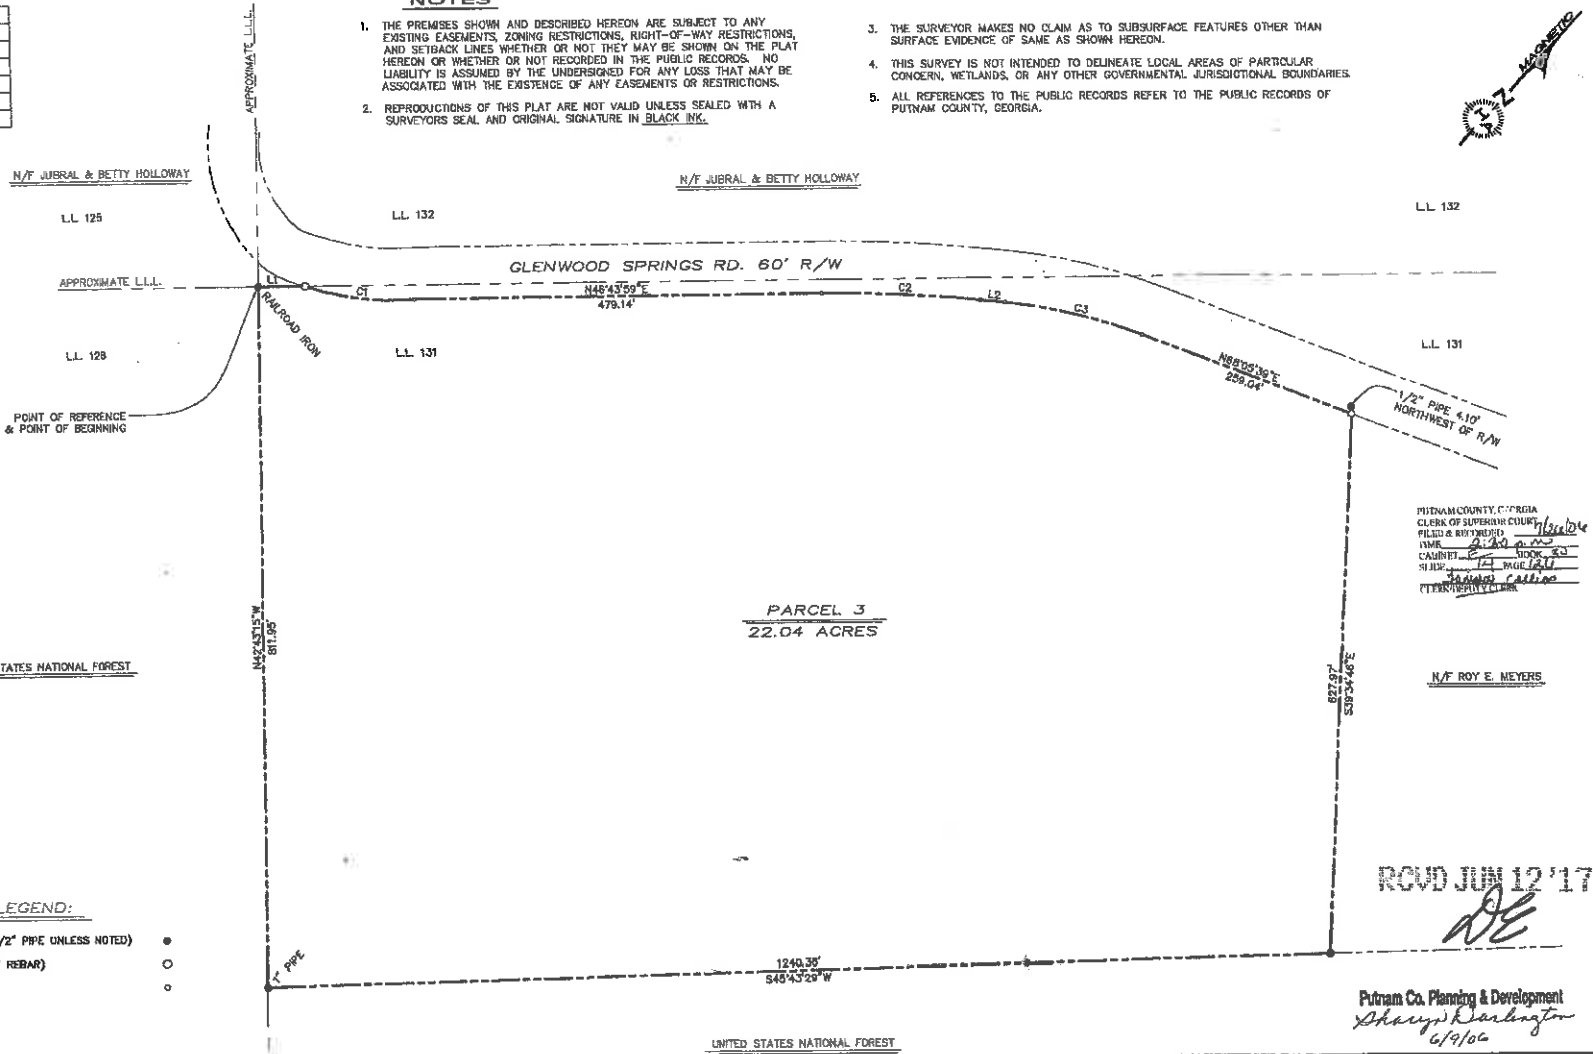 NOTES
1. THE PREMISES SHOWN AND DESCRIBED HEREON ARE SUBJECT TO ANY
EXISTING EASEMENTS, ZONING RESTRICTIONS, RIGHT-OF-WAY RESTRICTIONS,
AND SETBACK LINES WHETHER OR NOT THEY MAY BE SHOWN ON THE PLAT
HEREON OR WHETHER OR NOT RECORDED IN THE PUBLIC RECORDS. NO
LIABILITY IS ASSUMED BY THE UNDERSIGNED FOR ANY LOSS THAT MAY BE
ASSOCIATED WITH THE EXISTENCE OF ANY EASEMENTS OR RESTRICTIONS.
2. REPRODUCTIONS OF THIS PLAT ARE NOT VALID UNLESS SEALED WITH A
SURVEYORS SEAL AND ORIGINAL SIGNATURE IN BLACK INK.
3. THE SURVEYOR MAKES NO CLAIM AS TO SUBSURFACE FEATURES OTHER THAN
SURFACE EVIDENCE OF SAME AS SHOWN HEREON.
4. THIS SURVEY IS NOT INTENDED TO DELINEATE LOCAL AREAS OF PARTICULAR
CONCERN, WETLANDS, OR ANY OTHER GOVERNMENTAL JURISDICTIONAL BOUNDARIES.
5. ALL REFERENCES TO THE PUBLIC RECORDS REFER TO THE PUBLIC RECORDS OF
PUTNAM COUNTY, GEORGIA.
MAGNETIC
N
APPROXIMATE L.L.L.
N/F JUBRAL & BETTY HOLLOWAY
N/F JUBRAL & BETTY HOLLOWAY
L.L. 125
L.L. 132
L.L. 132
GLENWOOD SPRINGS RD. 60' R/W
APPROXIMATE L.L.L.
L1
C1
N46°43'59"E
479.14'
C2
L2
C3
RAILROAD IRON
L.L. 128
L.L. 131
L.L. 131
N68°05'39"E
259.04'
1/2" PIPE 4.10'
NORTHWEST OF R/W
POINT OF REFERENCE
& POINT OF BEGINNING
PUTNAM COUNTY, GEORGIA
CLERK OF SUPERIOR COURT
FILED & RECORDED
TIME p.m
CABINET E BOOK
SLIDE 14 PAGE
CLERK/DEPUTY CLERK
PARCEL 3
22.04 ACRES
N42°43'15"W
811.95'
TATES NATIONAL FOREST
627.97'
S39°34'46"E
N/F ROY E. MEYERS
RCVD JUN 12 '17
DE
LEGEND:
/2" PIPE UNLESS NOTED)
REBAR)
1" PIPE
1240.36'
S45°43'29"W
Putnam Co. Planning & Development
Sharyn Darlington
6/9/06
UNITED STATES NATIONAL FOREST